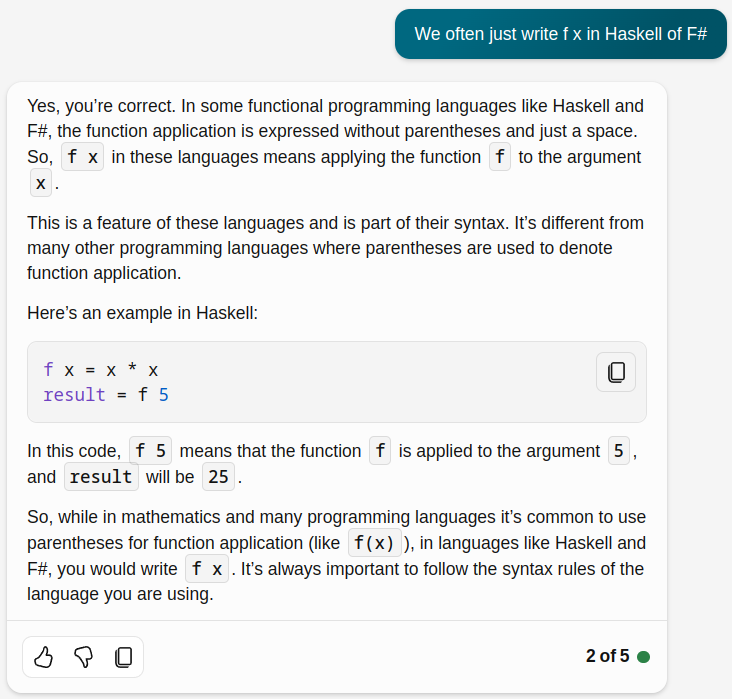 We often just write f x in Haskell of F#
Yes, you’re correct. In some functional programming languages like Haskell and
F#, the function application is expressed without parentheses and just a space.
So, f x in these languages means applying the function f to the argument
x .
This is a feature of these languages and is part of their syntax. It’s different from
many other programming languages where parentheses are used to denote
function application.
Here’s an example in Haskell:
f x = x * x
result = f 5
In this code, f 5 means that the function f is applied to the argument 5 ,
and result will be 25 .
So, while in mathematics and many programming languages it’s common to use
parentheses for function application (like f(x) ), in languages like Haskell and
F#, you would write f x . It’s always important to follow the syntax rules of the
language you are using.
2 of 5